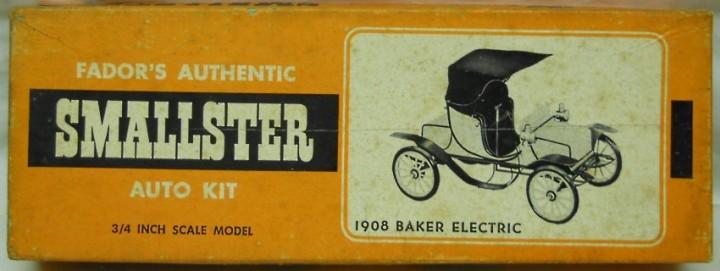 FADOR'S AUTHENTIC
SMALLSTER
AUTO KIT
3/4 INCH SCALE MODEL
1908 BAKER ELECTRIC